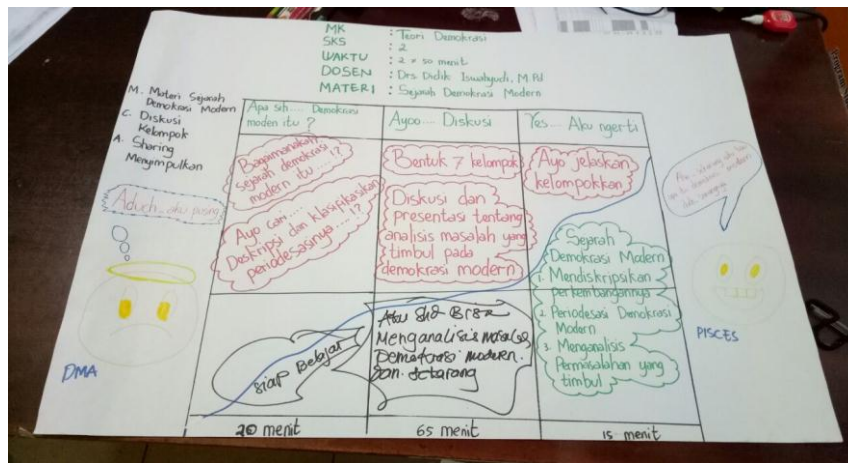 MK : Teori Demokrasi
SKS : 2
WAKTU : 2 x 50 menit
DOSEN : Drs Didik Iswahyudi, M.Pd
MATERI : Sejarah Demokrasi Modern
M. Materi Sejarah
Demokrasi Modern
C. Diskusi
Kelompok
A. Sharing
Menyimpulkan
Aduch.. aku pusing
DMA
Apa sih.... Demokrasi
moden itu ?
Bagaimanakah
sejarah demokrasi
modern itu ....!?
Ayo cari.....
Deskripsi dan klasifikasikan
periodesasinya .....!?
siap Belajar
20 menit
Ayoo.... Diskusi
Bentuk 7 kelompok
Diskusi dan
presentasi tentang
analisis masalah yang
timbul pada
demokrasi modern
Menganalisis
Demokrasi modern
65 menit
Yes... Aku ngerti
Ayo jelaskan
kelompokkan
Sejarah
Demokrasi Modern
1. Mendiskripsikan
perkembangannya
2. Periodesasi Demokrasi
Modern
3. Menganalisis
Permasalahan yang
timbul
15 menit
PISCES